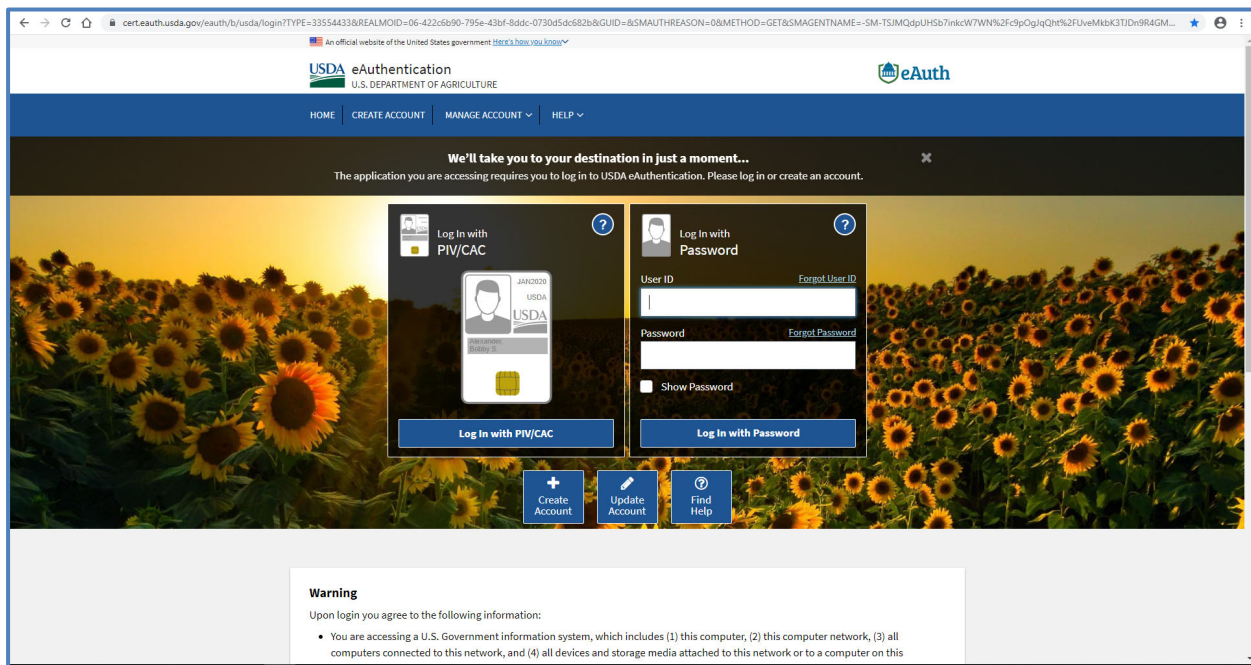 cert.eauth.usda.gov/eauth/b/usda/login?TYPE=33554433&REALMOID=06-422c6b90-795e-43bf-8ddc-0730d5dc682b&GUID=&SMAUTHREASON=0&METHOD=GET&SMAGENTNAME=-SM-TSJMQdpUHSb7inkcW7WN%2Fc9pOgJqQht%2FUveMkbK3TJDn9R4GM...
An official website of the United States government Here's how you know
USDA eAuthentication
U.S. DEPARTMENT OF AGRICULTURE
eAuth
HOME CREATE ACCOUNT MANAGE ACCOUNT HELP
We'll take you to your destination in just a moment...
The application you are accessing requires you to log in to USDA eAuthentication. Please log in or create an account.
Log In with
PIV/CAC
?
JAN2020
USDA
USDA
Alexander,
Bobby S.
Log In with PIV/CAC
Log In with
Password
?
User ID Forgot User ID
Password Forgot Password
Show Password
Log In with Password
Create
Account
Update
Account
Find
Help
Warning
Upon login you agree to the following information:
• You are accessing a U.S. Government information system, which includes (1) this computer, (2) this computer network, (3) all
computers connected to this network, and (4) all devices and storage media attached to this network or to a computer on this